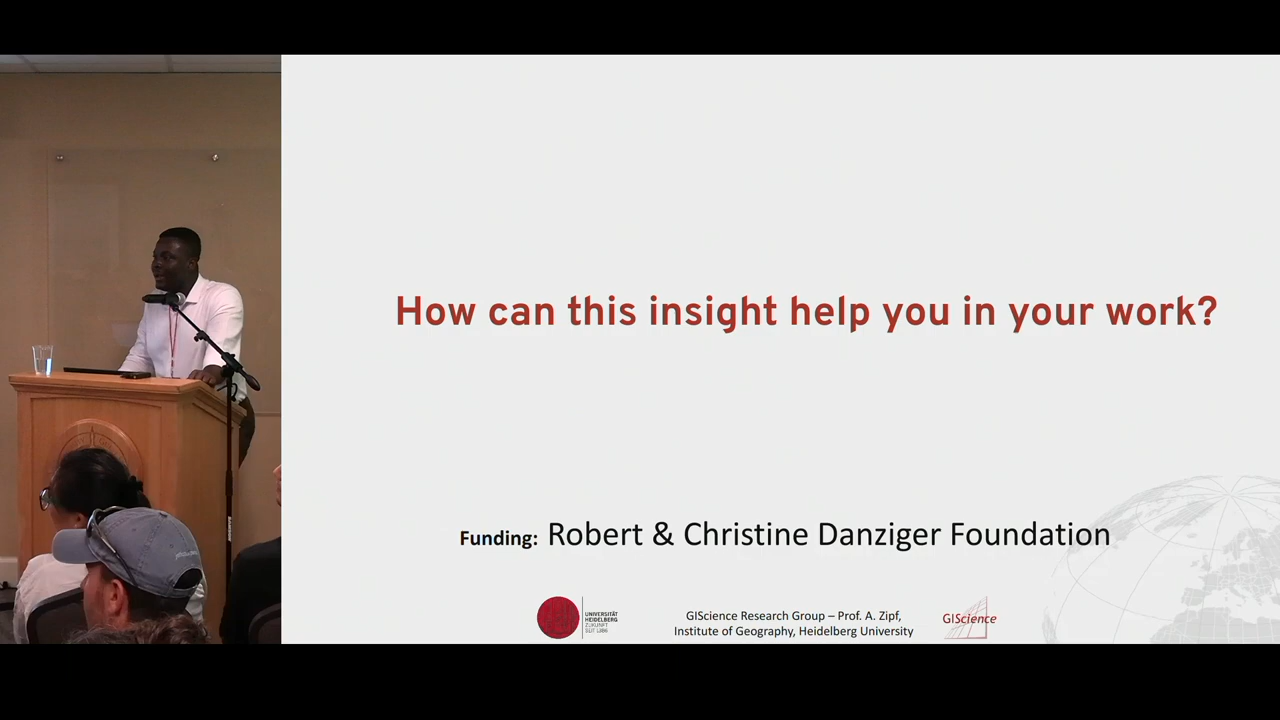 How can this insight help you in your work?
Funding: Robert & Christine Danziger Foundation
UNIVERSITÄT
HEIDELBERG
ZUKUNFT
SEIT 1386
GIScience Research Group – Prof. A. Zipf,
Institute of Geography, Heidelberg University
GIScience